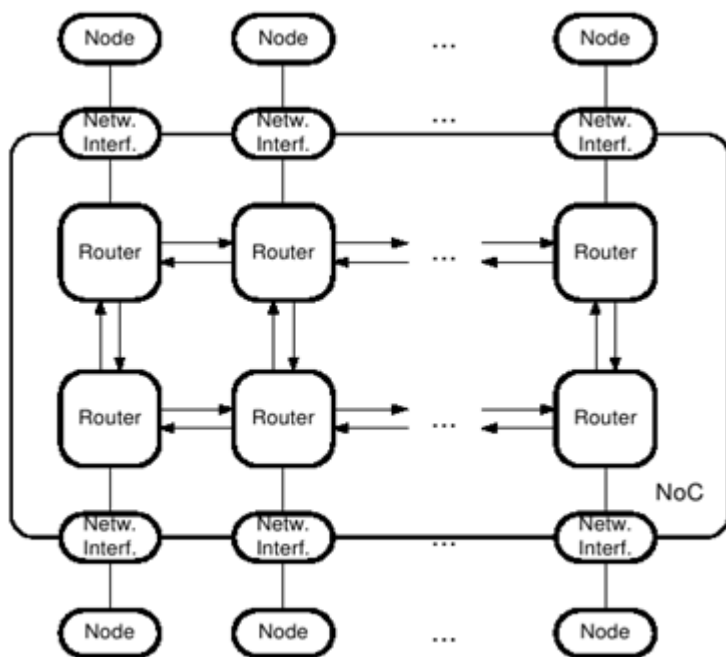 Node Node ... Node
Netw. Netw. ... Netw.
Interf. Interf. Interf.
Router Router ... Router
Router Router ... Router
NoC
Netw. Netw. Netw.
Interf. Interf. ... Interf.
Node Node ... Node